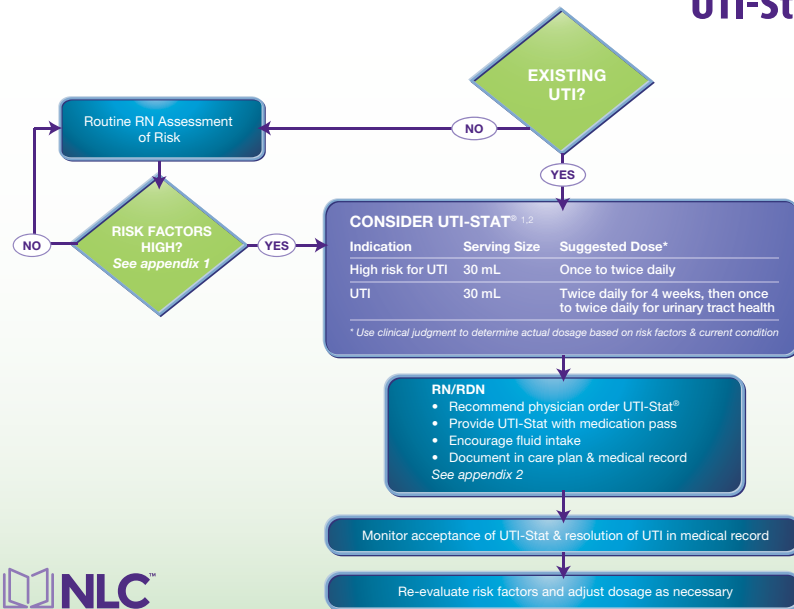 UTI-St
EXISTING
UTI?
NO
YES
Routine RN Assessment
of Risk
RISK FACTORS
HIGH?
See appendix 1
NO
YES
CONSIDER UTI-STAT® 1,2
Indication Serving Size Suggested Dose*
High risk for UTI 30 mL Once to twice daily
UTI 30 mL Twice daily for 4 weeks, then once
to twice daily for urinary tract health
* Use clinical judgment to determine actual dosage based on risk factors & current condition
RN/RDN
• Recommend physician order UTI-Stat®
• Provide UTI-Stat with medication pass
• Encourage fluid intake
• Document in care plan & medical record
See appendix 2
Monitor acceptance of UTI-Stat & resolution of UTI in medical record
Re-evaluate risk factors and adjust dosage as necessary
NLC™